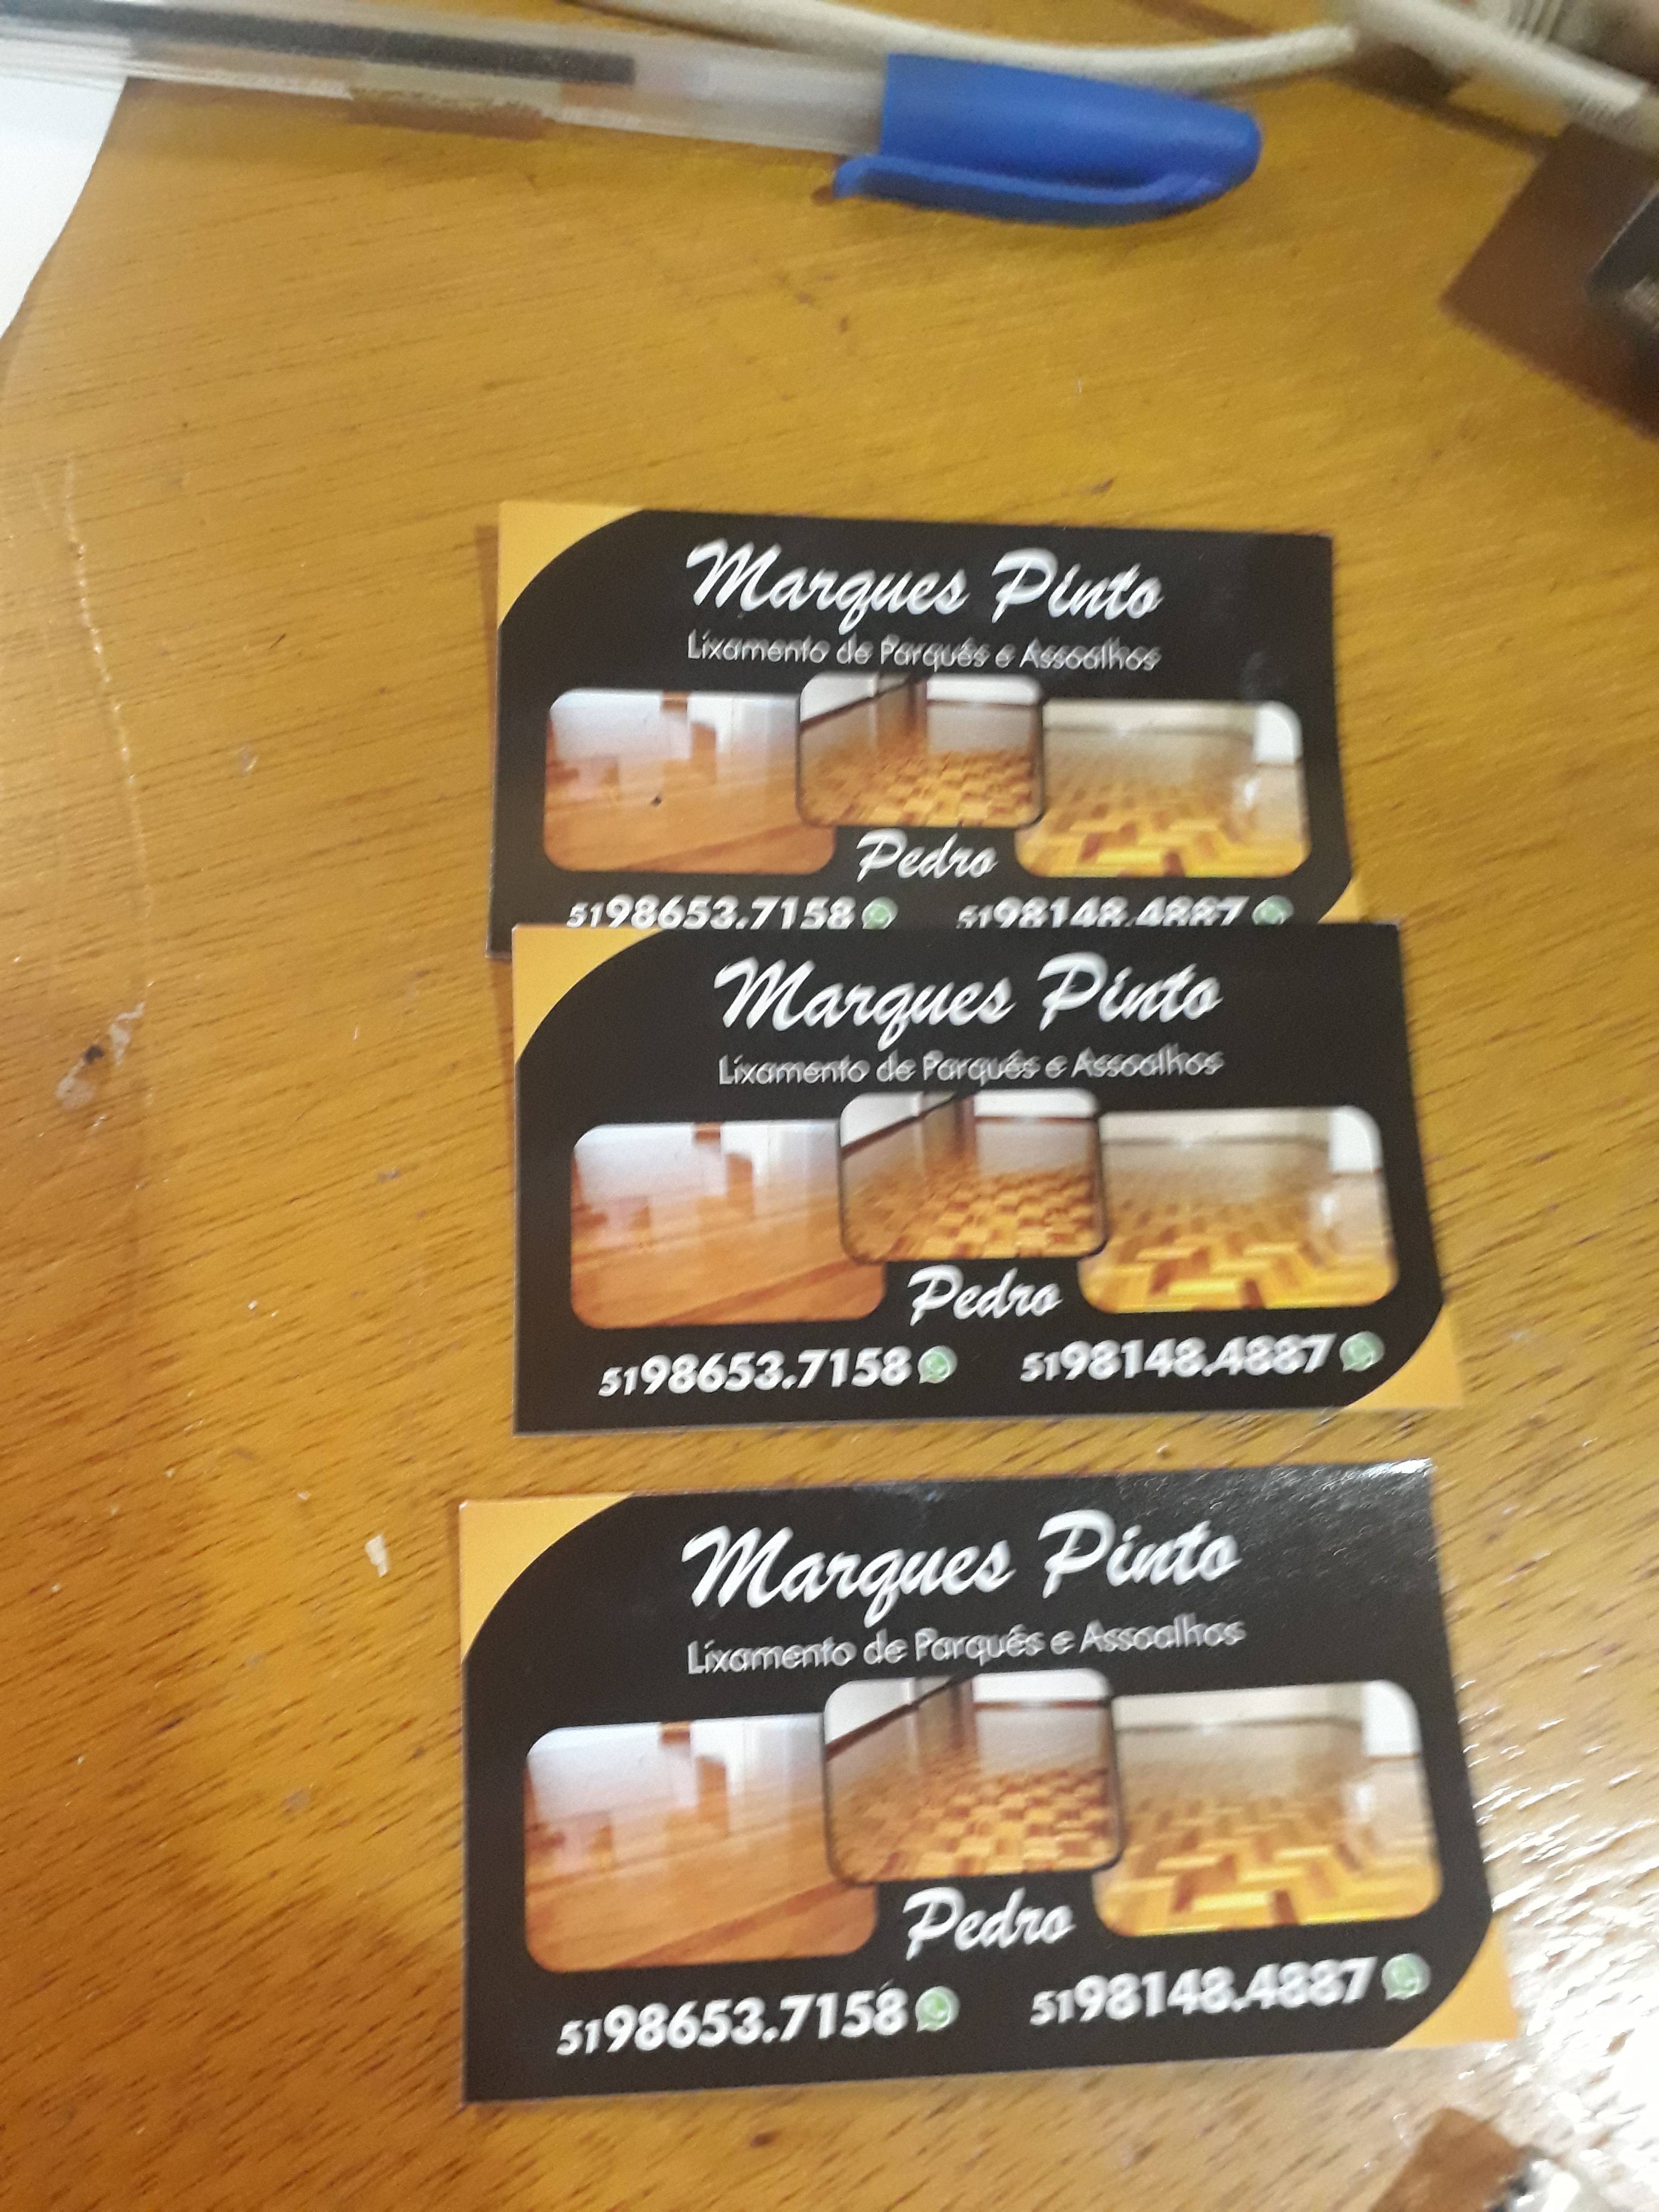 Marques Pinto
Lixamento de Parquês e Assoalhos
Pedro
5198653.7158 5198148.4887
Marques Pinto
Lixamento de Parquês e Assoalhos
Pedro
5198653.7158 5198148.4887
Marques Pinto
Lixamento de Parquês e Assoalhos
Pedro
5198653.7158 5198148.4887